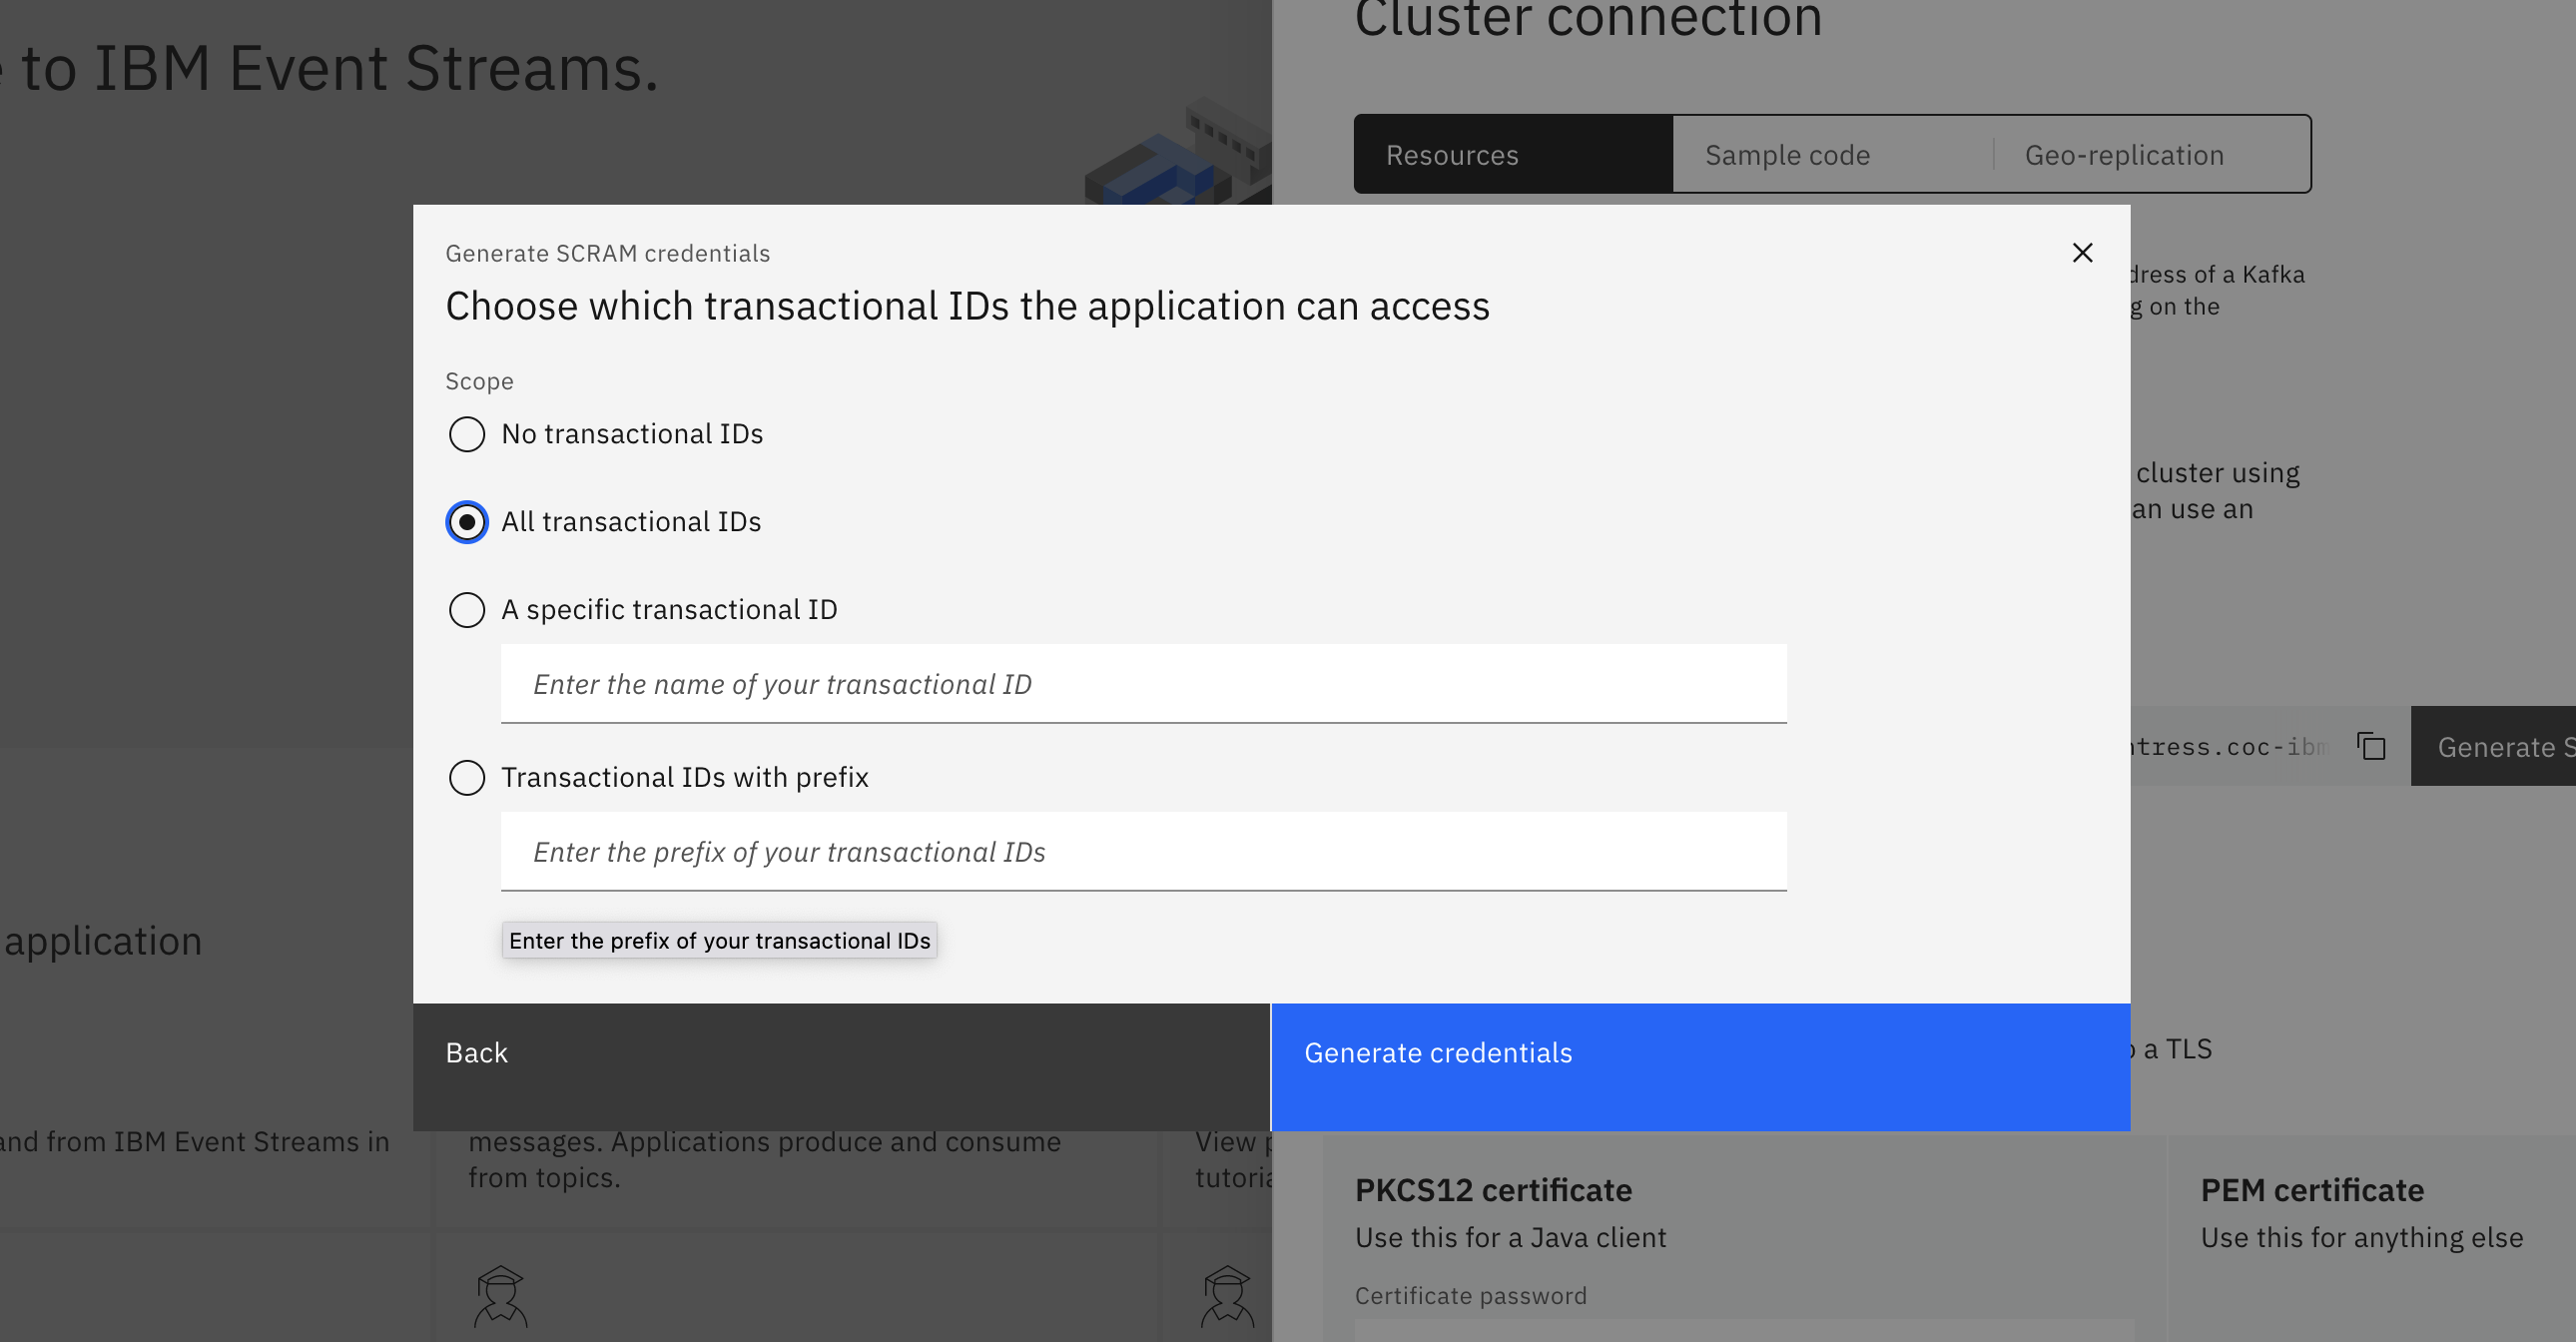 to IBM Event Streams.
Cluster connection
Resources
Sample code
Geo-replication
Generate SCRAM credentials
Choose which transactional IDs the application can access
Scope
No transactional IDs
All transactional IDs
A specific transactional ID
Enter the name of your transactional ID
Transactional IDs with prefix
Enter the prefix of your transactional IDs
Enter the prefix of your transactional IDs
Back
Generate credentials
dress of a Kafka
g on the
cluster using
an use an
ntress.coc-ibm
Generate S
a TLS
application
and from IBM Event Streams in
messages. Applications produce and consume
from topics.
View p
tutoria
PKCS12 certificate
Use this for a Java client
Certificate password
PEM certificate
Use this for anything else